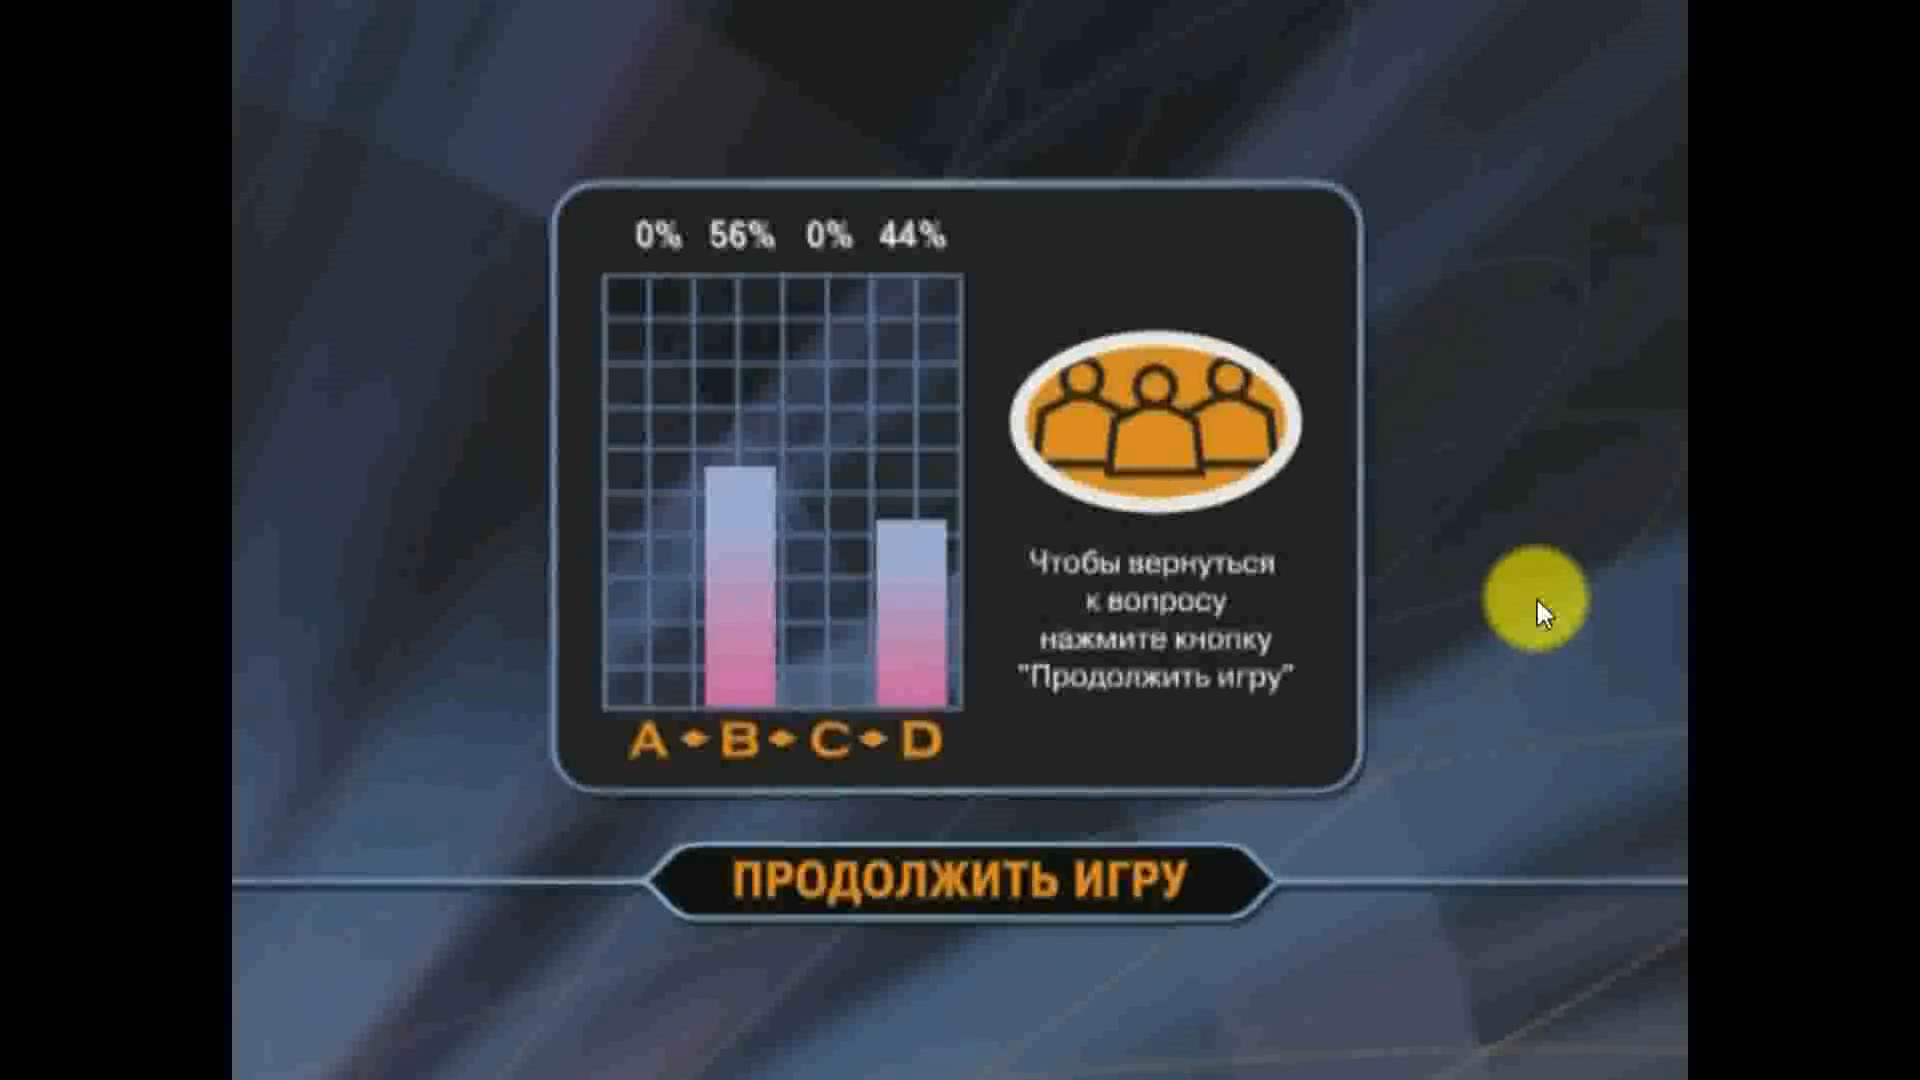 0% 56% 0% 44%
A B C D
Чтобы вернуться
к вопросу
нажмите кнопку
"Продолжить игру"
ПРОДОЛЖИТЬ ИГРУ